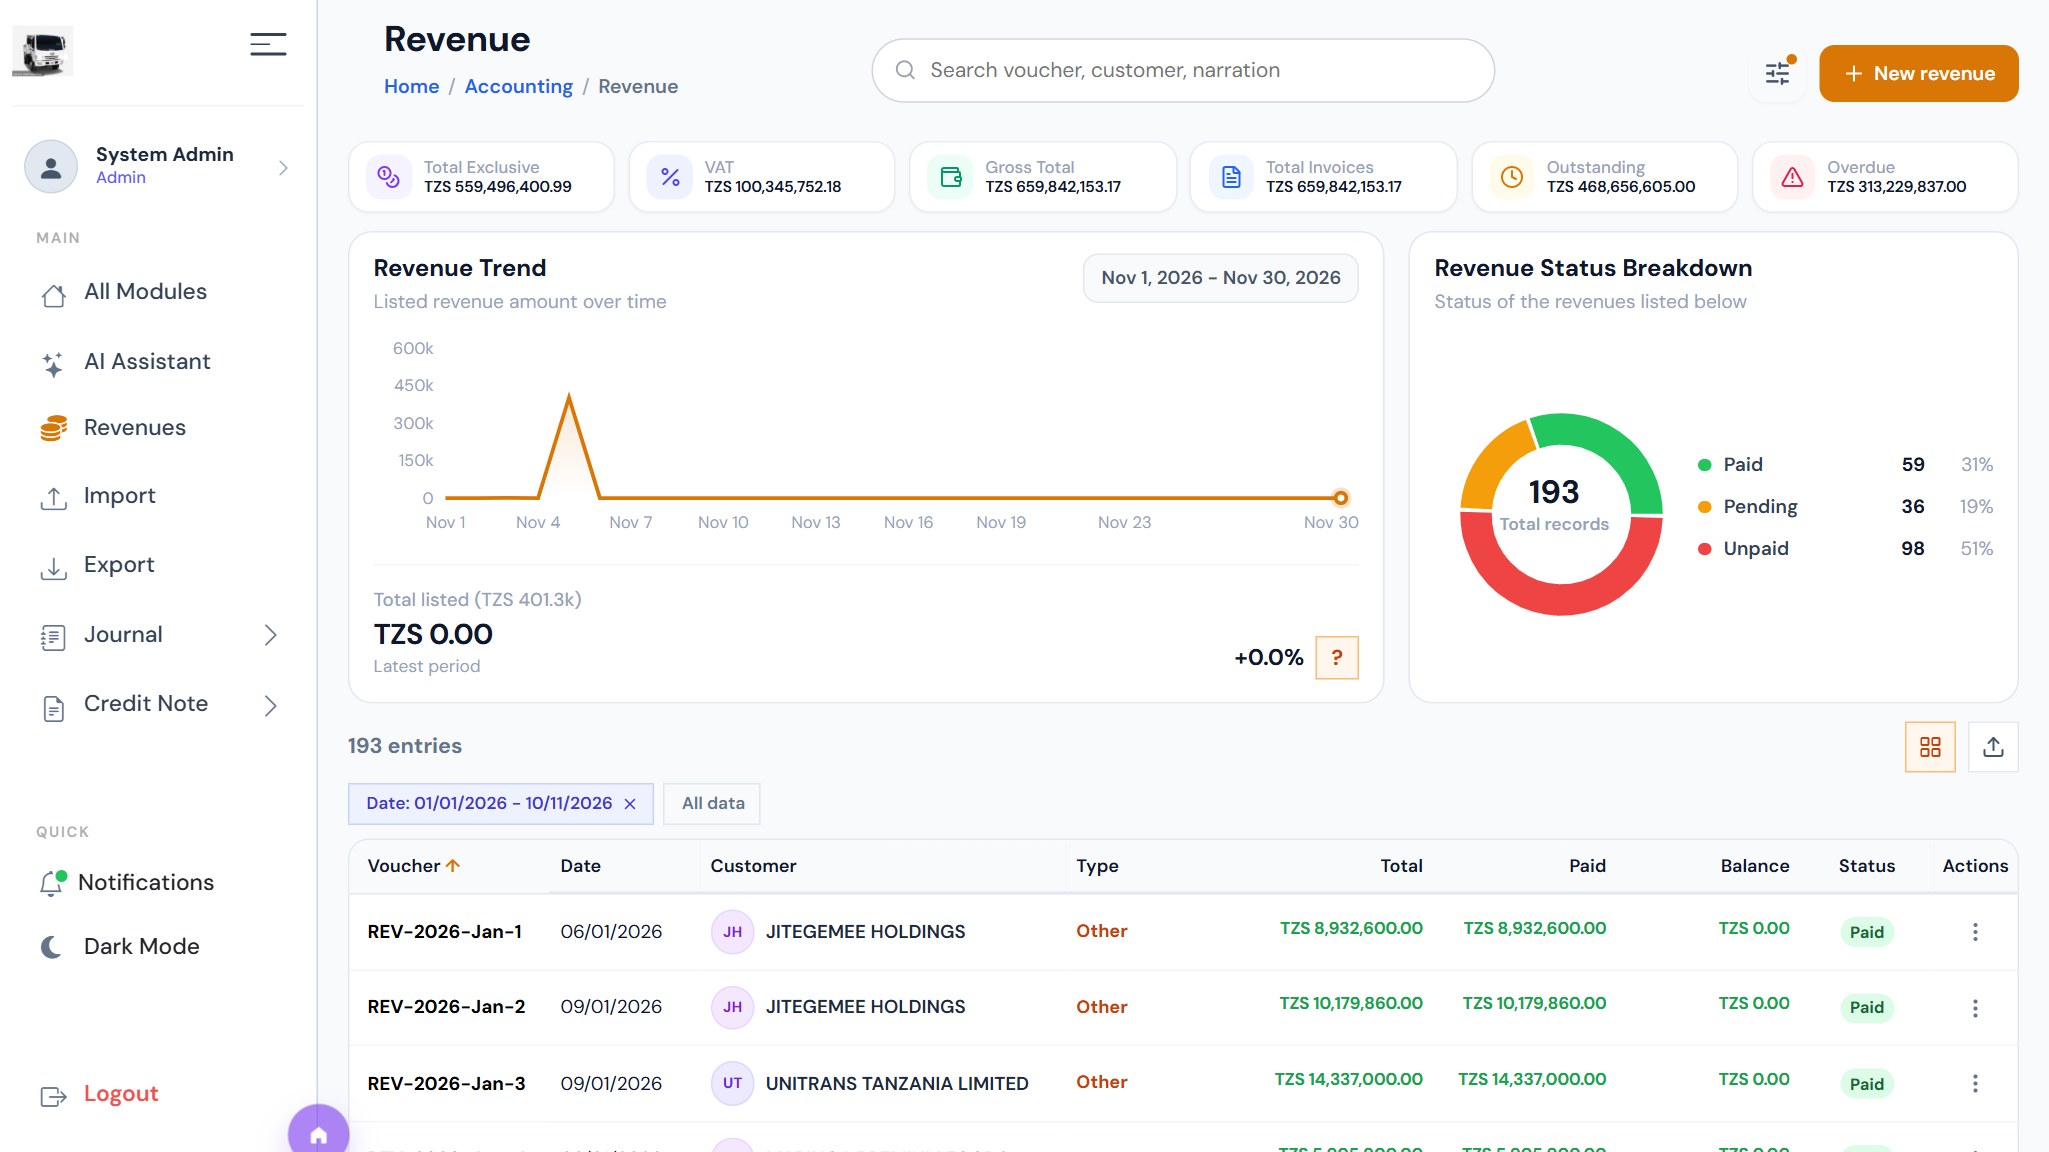 Revenue
Home / Accounting / Revenue
Search voucher, customer, narration
+ New revenue
System Admin
Admin
MAIN
All Modules
AI Assistant
Revenues
Import
Export
Journal
Credit Note
QUICK
Notifications
Dark Mode
Logout
Total Exclusive
TZS 559,496,400.99
VAT
TZS 100,345,752.18
Gross Total
TZS 659,842,153.17
Total Invoices
TZS 659,842,153.17
Outstanding
TZS 468,656,605.00
Overdue
TZS 313,229,837.00
Revenue Trend
Listed revenue amount over time
Nov 1, 2026 - Nov 30, 2026
600k
450k
300k
150k
0
Nov 1 Nov 4 Nov 7 Nov 10 Nov 13 Nov 16 Nov 19 Nov 23 Nov 30
Total listed (TZS 401.3k)
TZS 0.00
Latest period
+0.0% ?
Revenue Status Breakdown
Status of the revenues listed below
193
Total records
Paid 59 31%
Pending 36 19%
Unpaid 98 51%
193 entries
Date: 01/01/2026 - 10/11/2026 ×
All data
Voucher Date Customer Type Total Paid Balance Status Actions
REV-2026-Jan-1 06/01/2026 JH JITEGEMEE HOLDINGS Other TZS 8,932,600.00 TZS 8,932,600.00 TZS 0.00 Paid
REV-2026-Jan-2 09/01/2026 JH JITEGEMEE HOLDINGS Other TZS 10,179,860.00 TZS 10,179,860.00 TZS 0.00 Paid
REV-2026-Jan-3 09/01/2026 UT UNITRANS TANZANIA LIMITED Other TZS 14,337,000.00 TZS 14,337,000.00 TZS 0.00 Paid